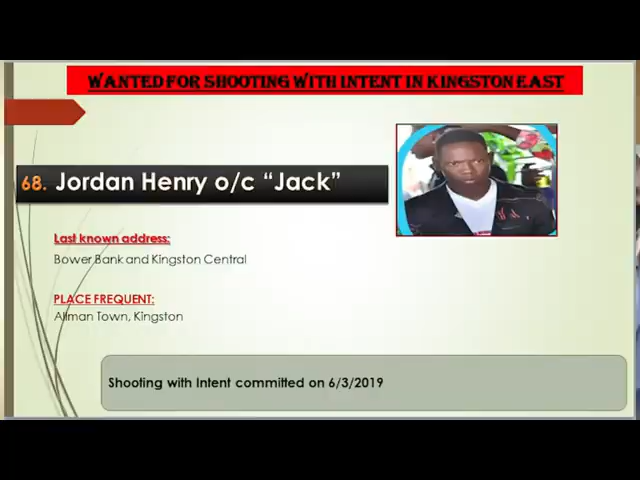 WANTED FOR SHOOTING WITH INTENT IN KINGSTON EAST
68. Jordan Henry o/c “Jack”
Last known address:
Bower Bank and Kingston Central
PLACE FREQUENT:
Allman Town, Kingston
Shooting with Intent committed on 6/3/2019